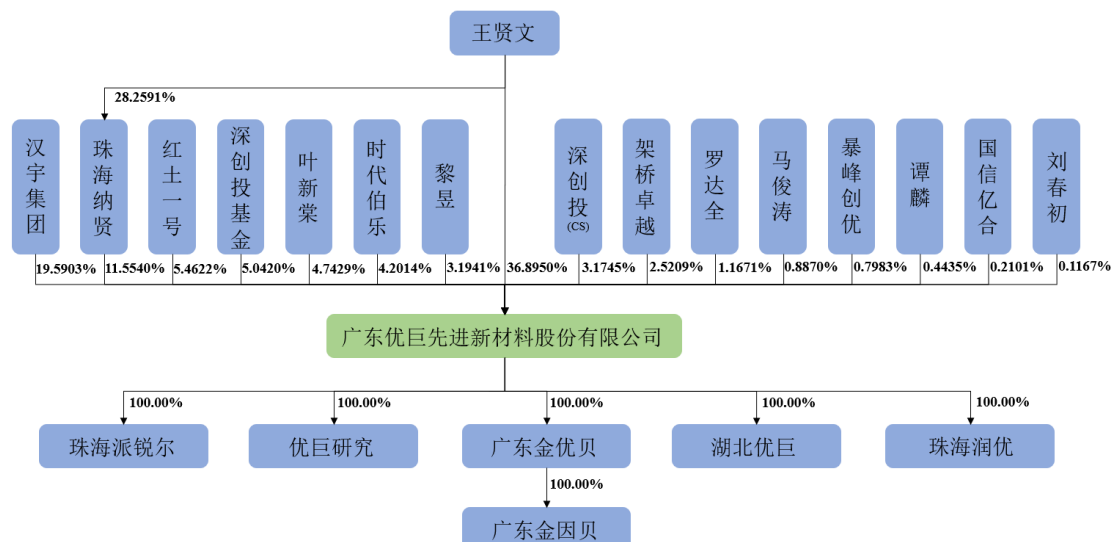 王贤文
28.2591%
汉宇集团
珠海纳贤
红土一号
深创投基金
叶新棠
时代伯乐
黎昱
深创投(CS)
架桥卓越
罗达全
马俊涛
暴峰创优
谭麟
国信亿合
刘春初
19.5903%
11.5540%
5.4622%
5.0420%
4.7429%
4.2014%
3.1941%
36.8950%
3.1745%
2.5209%
1.1671%
0.8870%
0.7983%
0.4435%
0.2101%
0.1167%
广东优巨先进新材料股份有限公司
100.00%
100.00%
100.00%
100.00%
100.00%
珠海派锐尔
优巨研究
广东金优贝
湖北优巨
珠海润优
100.00%
广东金因贝